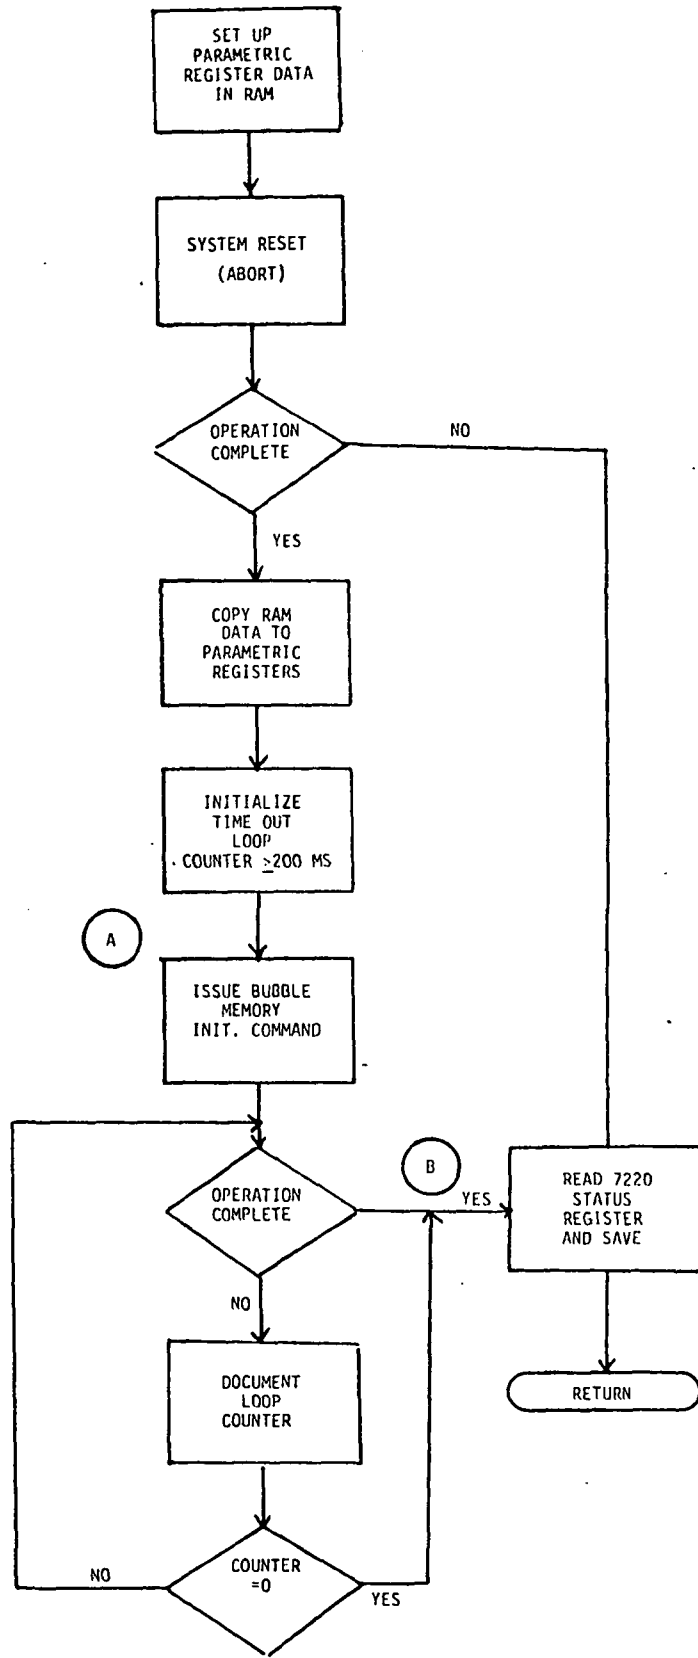 SET UP
PARAMETRIC
REGISTER DATA
IN RAM
SYSTEM RESET
(ABORT)
OPERATION
COMPLETE
NO
YES
COPY RAM
DATA TO
PARAMETRIC
REGISTERS
INITIALIZE
TIME OUT
LOOP
COUNTER ≥200 MS
A
ISSUE BUBBLE
MEMORY
INIT. COMMAND
OPERATION
COMPLETE
B
YES
READ 7220
STATUS
REGISTER
AND SAVE
NO
DOCUMENT
LOOP
COUNTER
RETURN
COUNTER
=0
NO
YES